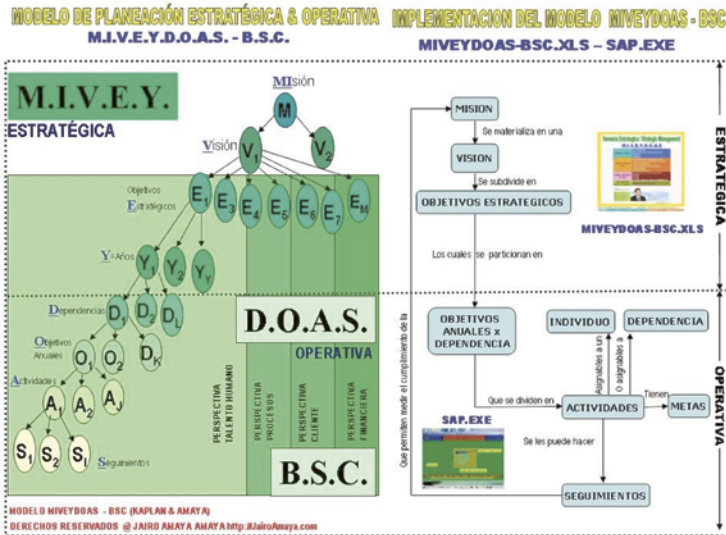 MODELO DE PLANEACIÓN ESTRATÉGICA & OPERATIVA
M.I.V.E.Y.D.O.A.S. - B.S.C.
IMPLEMENTACION DEL MODELO MIVEYDOAS - BSC
MIVEYDOAS-BSC.XLS – SAP.EXE
M.I.V.E.Y.
ESTRATÉGICA
MISión
M
Visión
V1
V2
Objetivos
Estratégicos
E1
E3
E4
E5
E6
E7
EM
Y=Años
Y1
Y2
YY
Dependencias
D1
D2
DL
DK
D.O.A.S.
OPERATIVA
Objetivos
Anuales
O1
O2
Actividades
A1
A2
AJ
S1
S2
SI
Seguimientos
PERSPECTIVA
TALENTO HUMANO
PERSPECTIVA
PROCESOS
PERSPECTIVA
CLIENTE
PERSPECTIVA
FINANCIERA
B.S.C.
MODELO MIVEYDOAS - BSC (KAPLAN & AMAYA)
DERECHOS RESERVADOS @ JAIRO AMAYA AMAYA http://JairoAmaya.com
MISION
Se materializa en una
VISION
Se subdivide en
OBJETIVOS ESTRATEGICOS
MIVEYDOAS-BSC.XLS
Los cuales se particionan en
ESTRATEGICA
OBJETIVOS
ANUALES x
DEPENDENCIA
INDIVIDUO
DEPENDENCIA
Asignables a un
O asignables a
Que se dividen en
ACTIVIDADES
Tienen
METAS
SAP.EXE
Se les puede hacer
SEGUIMIENTOS
Que permiten medir el cumplimiento de la
OPERATIVA